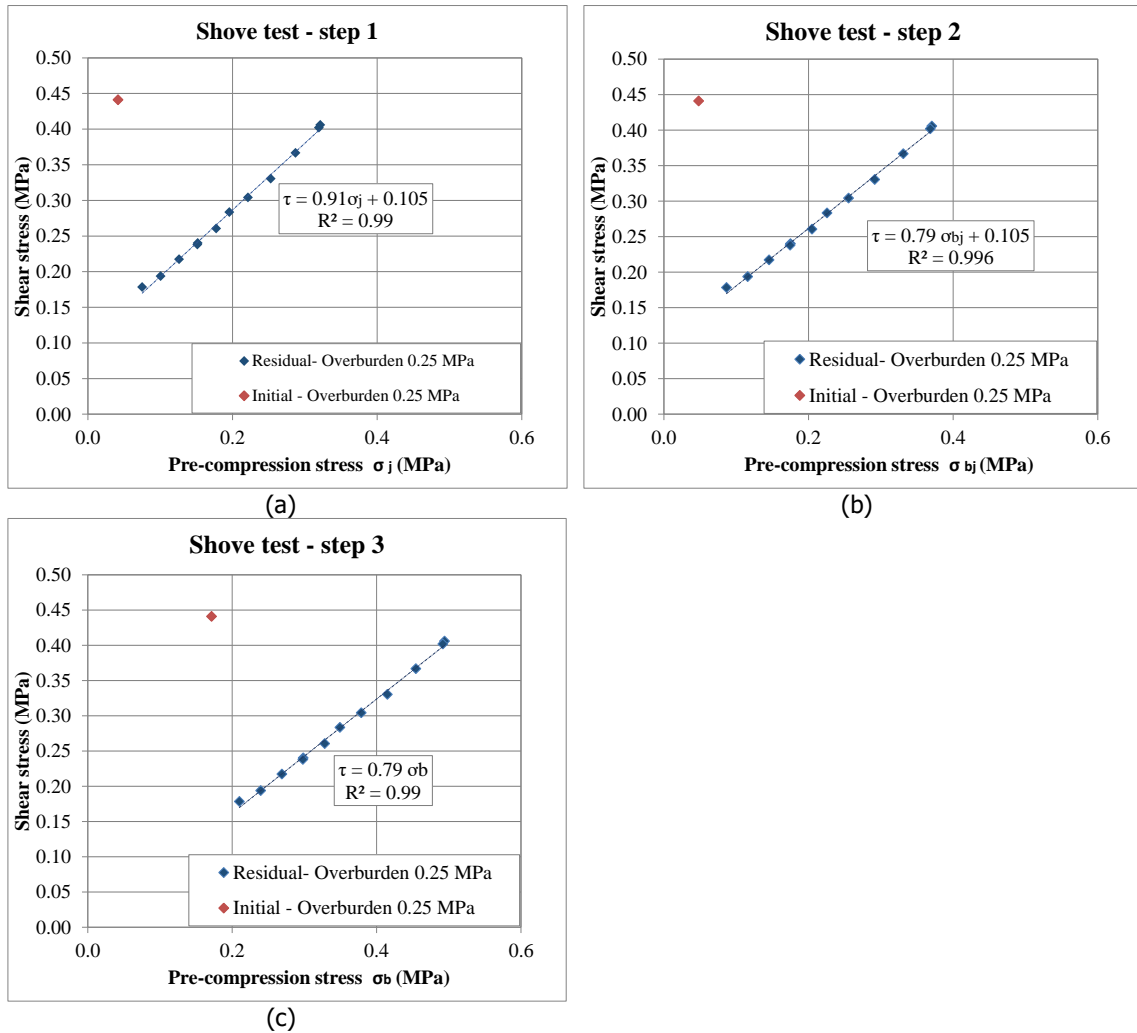 Shove test - step 1
0.50
0.45
0.40
0.35
0.30
0.25
0.20
0.15
0.10
0.05
0.00
Shear stress (MPa)
τ = 0.91σj + 0.105
R² = 0.99
Residual- Overburden 0.25 MPa
Initial - Overburden 0.25 MPa
0.0 0.2 0.4 0.6
Pre-compression stress σ j (MPa)
(a)
Shove test - step 2
0.50
0.45
0.40
0.35
0.30
0.25
0.20
0.15
0.10
0.05
0.00
Shear stress (MPa)
τ = 0.79 σbj + 0.105
R² = 0.996
Residual- Overburden 0.25 MPa
Initial - Overburden 0.25 MPa
0.0 0.2 0.4 0.6
Pre-compression stress σ bj (MPa)
(b)
Shove test - step 3
0.50
0.45
0.40
0.35
0.30
0.25
0.20
0.15
0.10
0.05
0.00
Shear stress (MPa)
τ = 0.79 σb
R² = 0.99
Residual- Overburden 0.25 MPa
Initial - Overburden 0.25 MPa
0.0 0.2 0.4 0.6
Pre-compression stress σb (MPa)
(c)